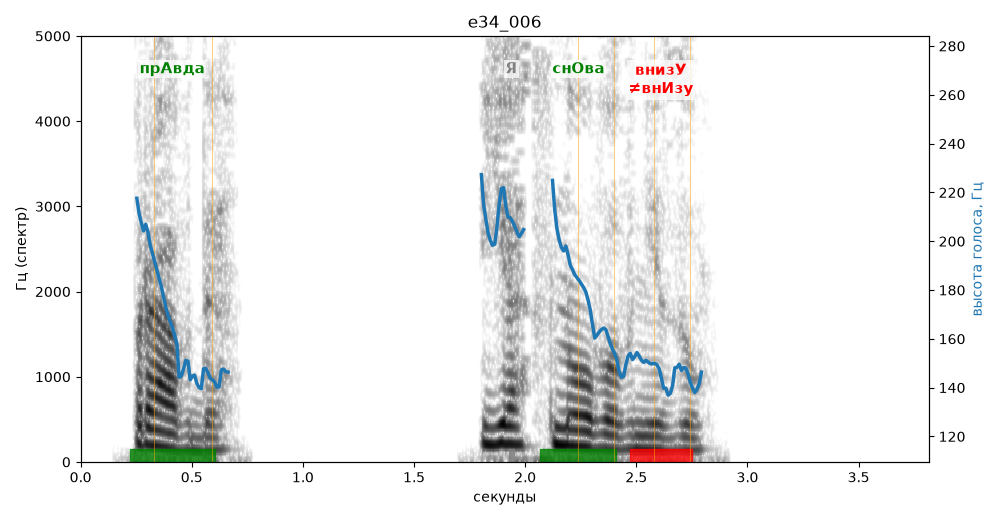 e34_006
5000
4000
3000
2000
1000
0
Гц (спектр)
прАвда
Я
снОва
внизУ
≠внИзу
280
260
240
220
200
180
160
140
120
высота голоса, Гц
0.0 0.5 1.0 1.5 2.0 2.5 3.0 3.5
секунды